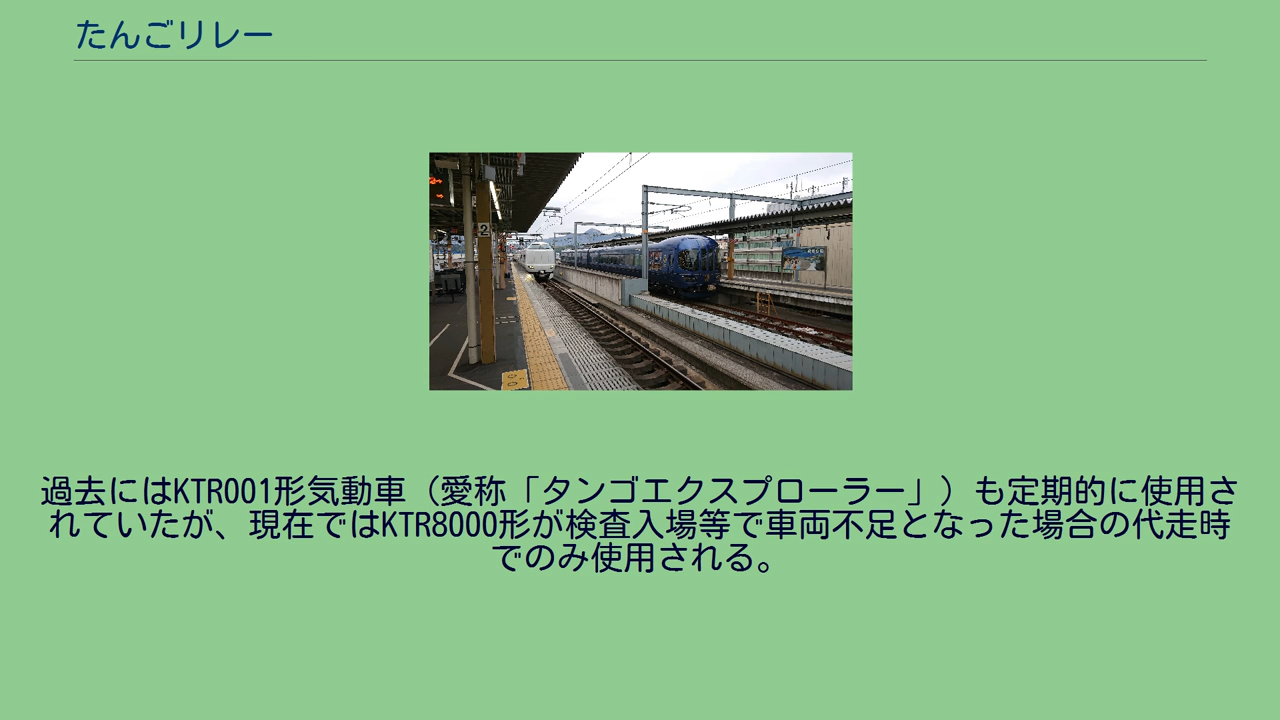 たんごリレー
2
過去にはKTR001形気動車（愛称「タンゴエクスプローラー」）も定期的に使用さ
れていたが、現在ではKTR8000形が検査入場等で車両不足となった場合の代走時
でのみ使用される。